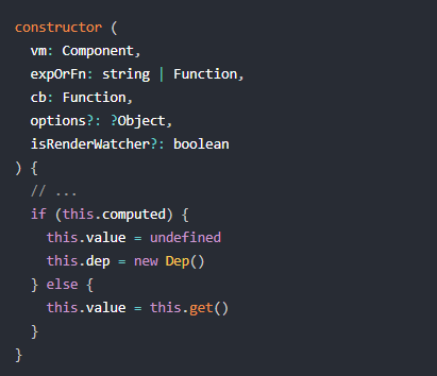 constructor (
  vm: Component,
  expOrFn: string | Function,
  cb: Function,
  options?: ?Object,
  isRenderWatcher?: boolean
) {
  // ...
  if (this.computed) {
    this.value = undefined
    this.dep = new Dep()
  } else {
    this.value = this.get()
  }
}